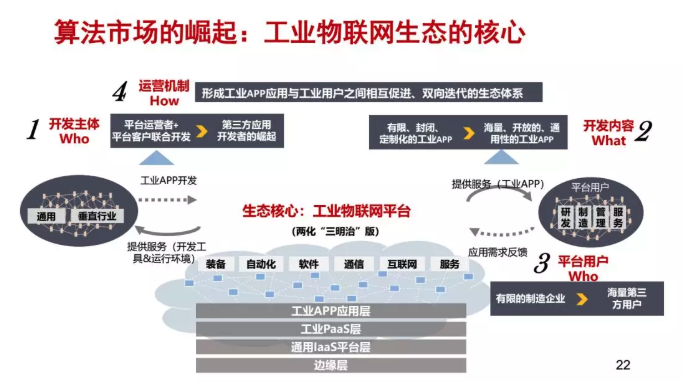 算法市场的崛起：工业物联网生态的核心
4
运营机制
How
形成工业APP应用与工业用户之间相互促进、双向迭代的生态体系
1
开发主体
Who
平台运营者+
平台客户联合开发
第三方应用
开发者的崛起
有限、封闭、
定制化的工业APP
海量、开放的、通
用性的工业APP
开发内容
What
2
工业APP开发
提供服务（工业APP）
平台用户
通用
垂直行业
生态核心：工业物联网平台
（两化“三明治”版）
研发
制造
管理
服务
提供服务（开发工
具&运行环境）
应用需求反馈
装备
自动化
软件
通信
互联网
服务
3
平台用户
Who
有限的制造企业
海量第三
方用户
工业APP应用层
工业PaaS层
通用IaaS平台层
边缘层
22